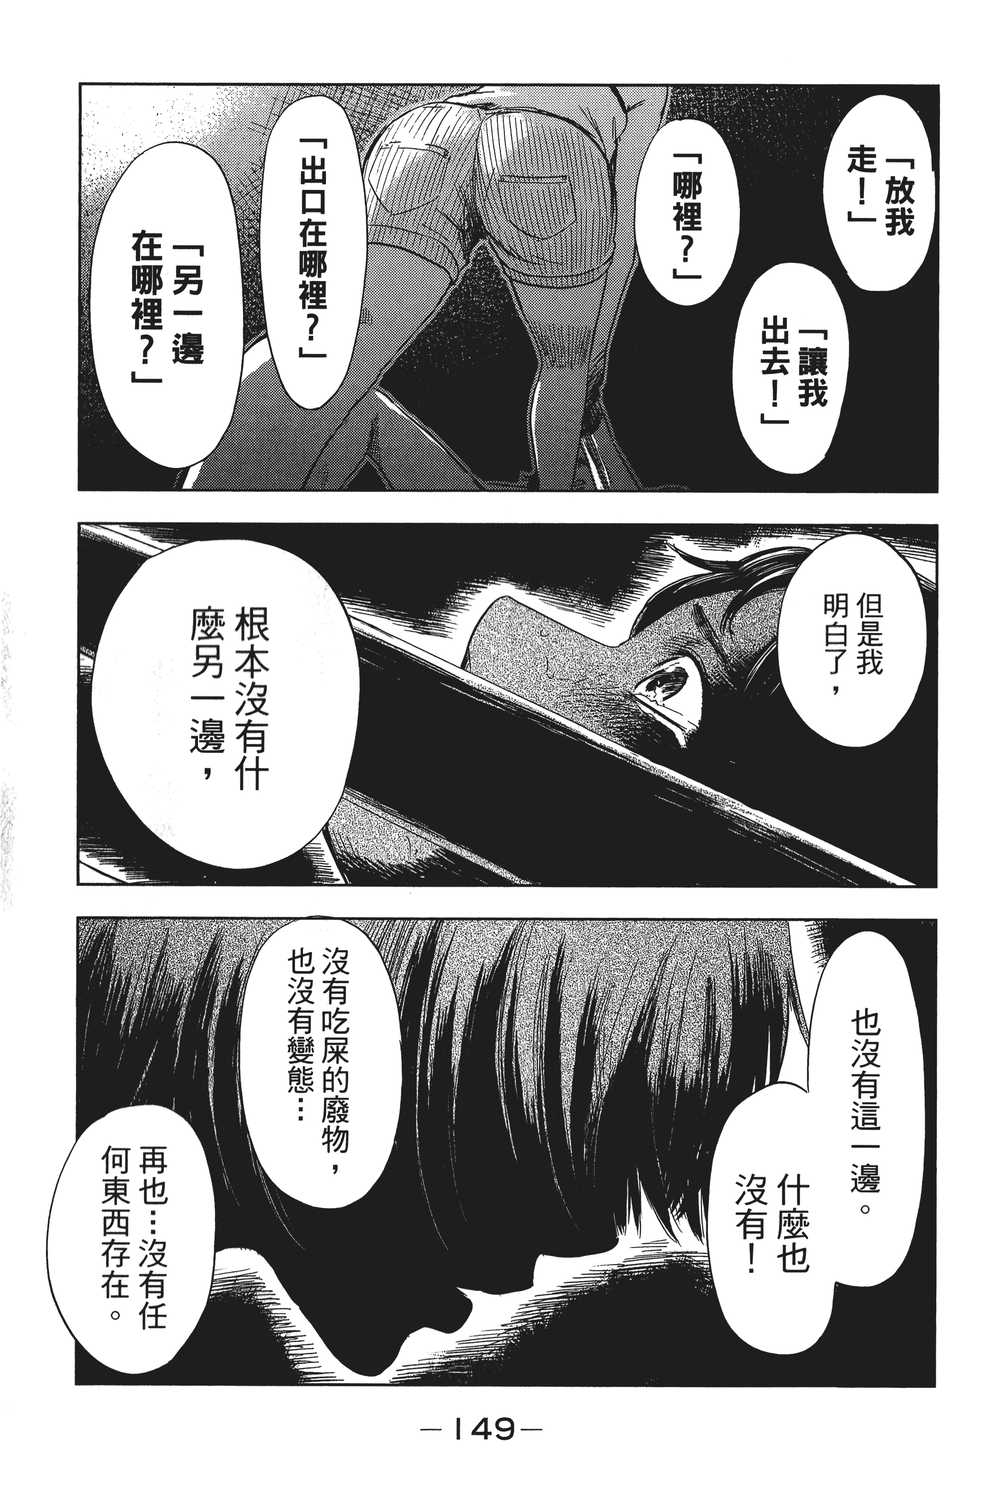 「放我
走！」
「讓我
出去！」
「哪裡？」
「出口在哪裡？」
「另一邊
在哪裡？」
但是我
明白了，
根本沒有什
麼另一邊，
也沒有這一邊。
什麼也
沒有！
沒有吃屎的廢物，
也沒有變態…
再也…沒有任
何東西存在。
—149—